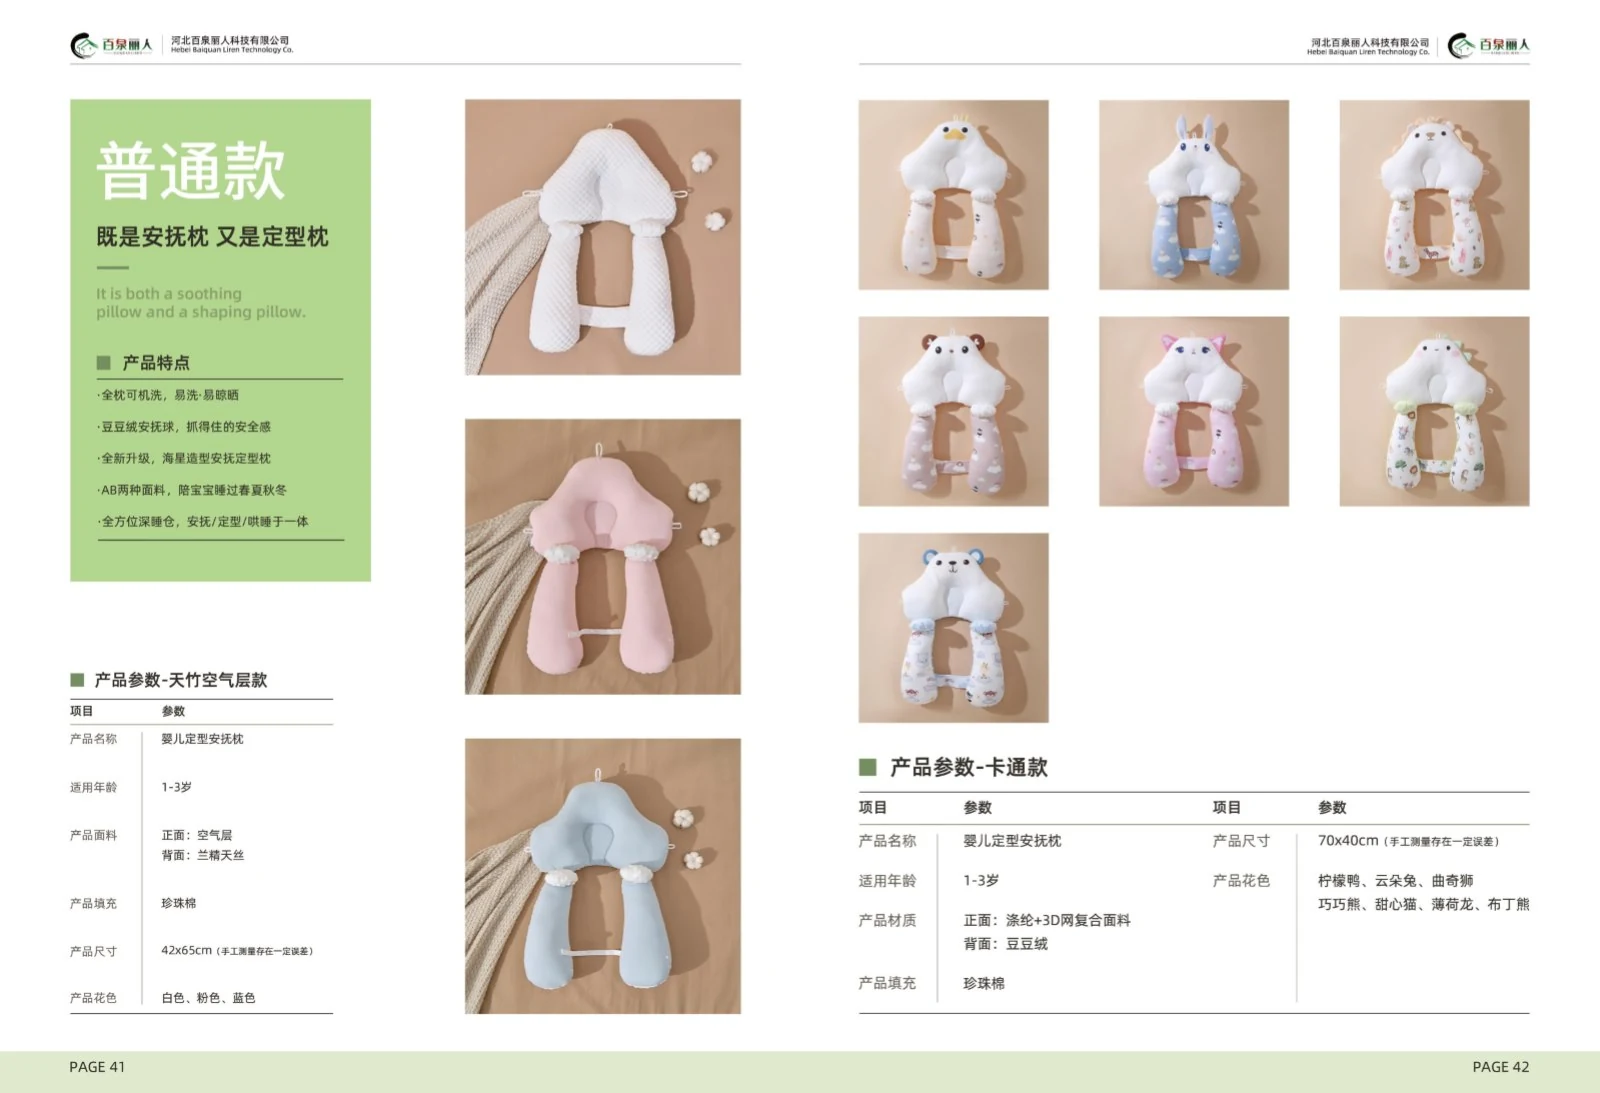 百泉丽人
河北百泉丽人科技有限公司
Hebei Baiquan Liren Technology Co.
河北百泉丽人科技有限公司
Hebei Baiquan Liren Technology Co.
百泉丽人
普通款
既是安抚枕 又是定型枕
It is both a soothing
pillow and a shaping pillow.
产品特点
·全枕可机洗，易洗·易晾晒
·豆豆绒安抚球，抓得住的安全感
·全新升级，海星造型安抚定型枕
·AB两种面料，陪宝宝睡过春夏秋冬
·全方位深睡仓，安抚/定型/哄睡于一体
产品参数-天竹空气层款
项目 参数
产品名称 婴儿定型安抚枕
适用年龄 1-3岁
产品面料 正面：空气层
背面：兰精天丝
产品填充 珍珠棉
产品尺寸 42x65cm（手工测量存在一定误差）
产品花色 白色、粉色、蓝色
产品参数-卡通款
项目 参数 项目 参数
产品名称 婴儿定型安抚枕 产品尺寸 70x40cm（手工测量存在一定误差）
适用年龄 1-3岁 产品花色 柠檬鸭、云朵兔、曲奇狮
巧巧熊、甜心猫、薄荷龙、布丁熊
产品材质 正面：涤纶+3D网复合面料
背面：豆豆绒
产品填充 珍珠棉
PAGE 41
PAGE 42